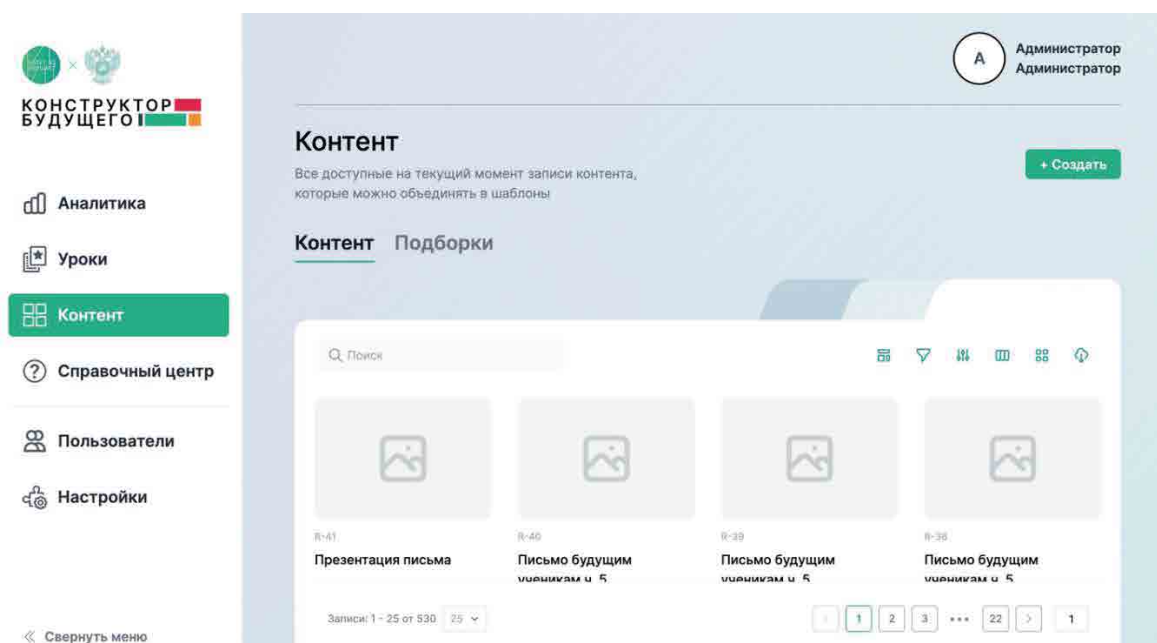 КОНСТРУКТОР
БУДУЩЕГО
Аналитика
Уроки
Контент
Справочный центр
Пользователи
Настройки
Свернуть меню
А
Администратор
Администратор
Контент
Все доступные на текущий момент записи контента,
которые можно объединять в шаблоны
+ Создать
Контент Подборки
Поиск
R-41
Презентация письма
R-40
Письмо будущим
ученикам ч. 5
R-39
Письмо будущим
ученикам ч. 5
R-36
Письмо будущим
ученикам ч. 5
Записи: 1 - 25 от 530 25
1 2 3 ••• 22 > 1